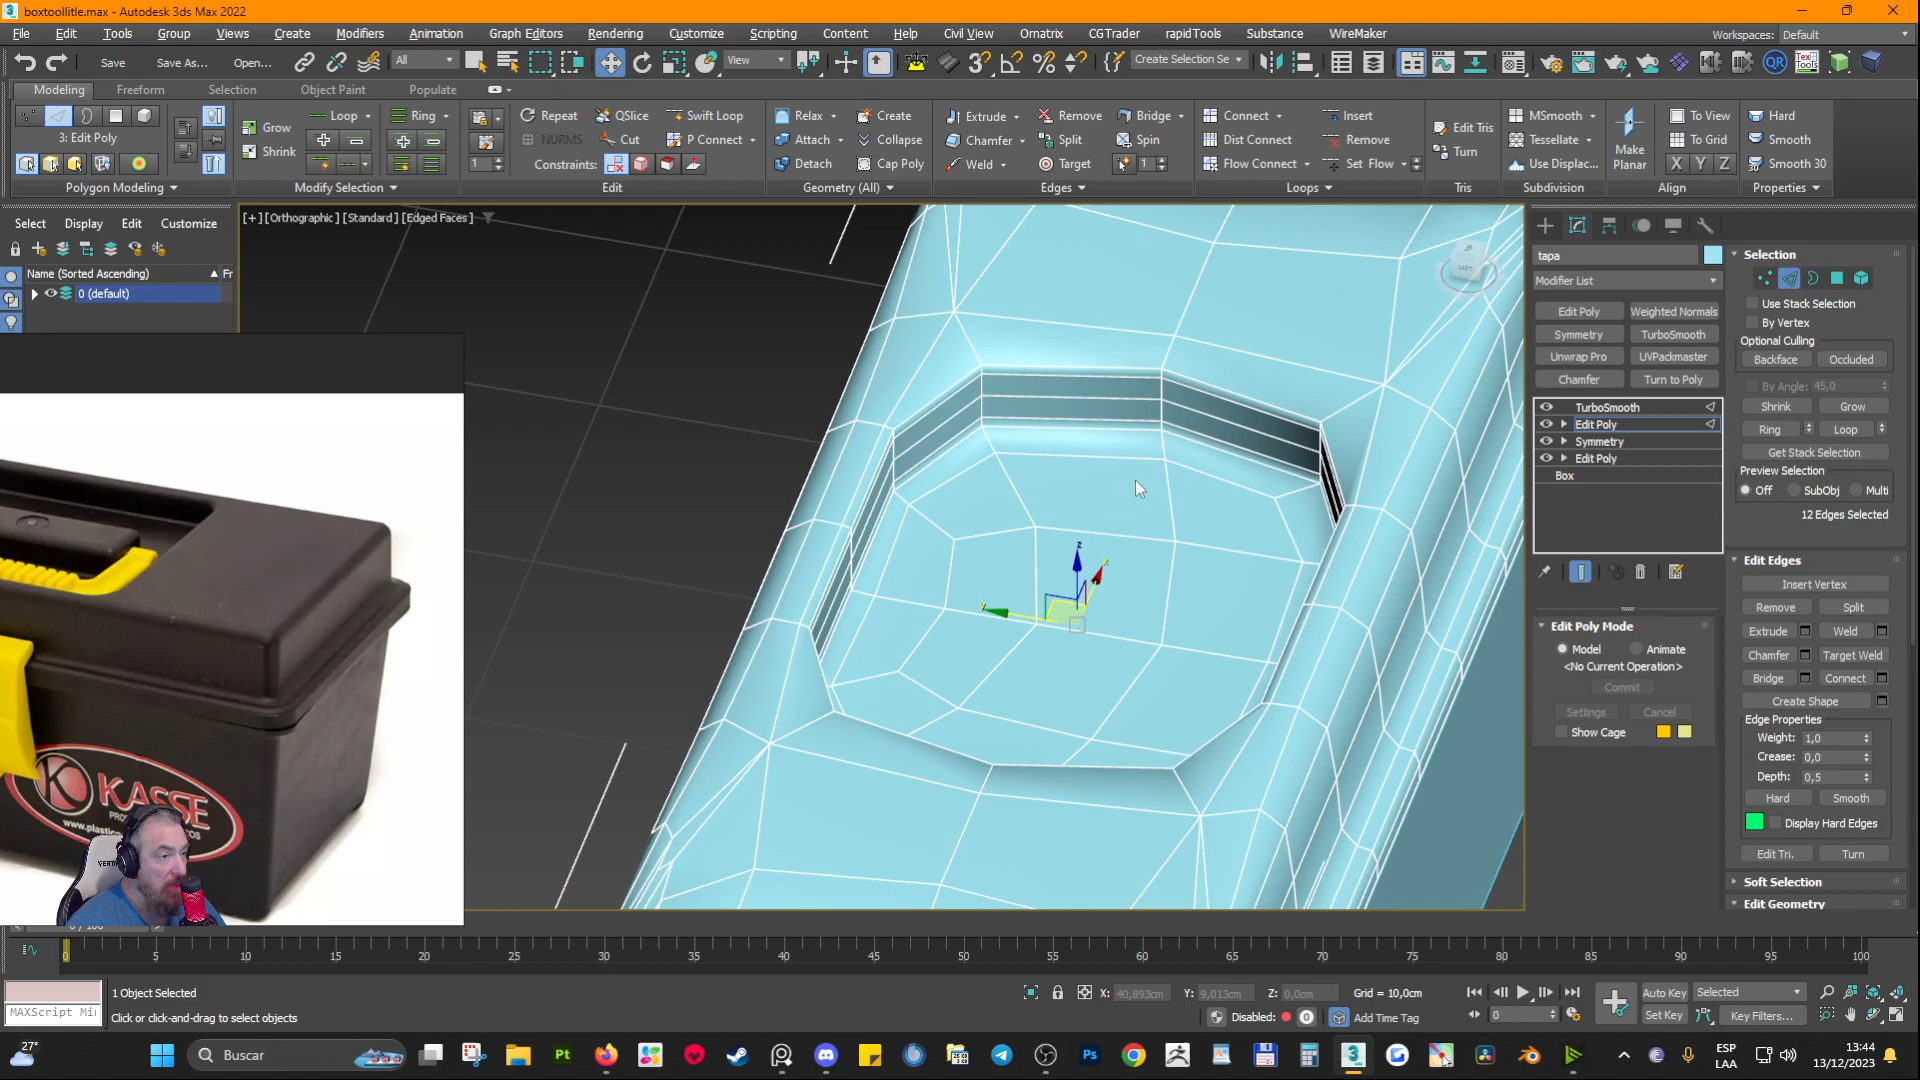 boxtoollitle.max - Autodesk 3ds Max 2022
File Edit Tools Group Views Create Modifiers Animation Graph Editors Rendering Customize Scripting Content Help Civil View Ornatrix CGTrader rapidTools Substance WireMaker
Workspaces: Default
Save Save As... Open... All View Create Selection Se
Modeling Freeform Selection Object Paint Populate
Loop Ring Repeat QSlice Swift Loop Relax Create Extrude Remove Bridge Connect Insert MSmooth To View Hard
3: Edit Poly Grow NURMS Cut P Connect Attach Collapse Chamfer Split Spin Dist Connect Remove Edit Tris Tessellate Make Planar To Grid Smooth
Shrink 1 Constraints: Detach Cap Poly Weld Target 1 Flow Connect Set Flow Turn Use Displac... X Y Z Smooth 30
Polygon Modeling Modify Selection Edit Geometry (All) Edges Loops Tris Subdivision Align Properties
Select Display Edit Customize
Name (Sorted Ascending) Fr
0 (default)
[+] [Orthographic] [Standard] [Edged Faces]
KASSE
tapa
Modifier List
Edit Poly Weighted Normals
Symmetry TurboSmooth
Unwrap Pro UVPackmaster
Chamfer Turn to Poly
TurboSmooth
Edit Poly
Symmetry
Edit Poly
Box
Edit Poly Mode
Model Animate
<No Current Operation>
Commit
Settings Cancel
Show Cage
Selection
Use Stack Selection
By Vertex
Optional Culling
Backface Occluded
By Angle: 45,0
Shrink Grow
Ring Loop
Get Stack Selection
Preview Selection
Off SubObj Multi
12 Edges Selected
Edit Edges
Insert Vertex
Remove Split
Extrude Weld
Chamfer Target Weld
Bridge Connect
Create Shape
Edge Properties
Weight: 1,0
Crease: 0,0
Depth: 0,5
Hard Smooth
Display Hard Edges
Edit Tri. Turn
Soft Selection
Edit Geometry
0 5 10 15 20 25 30 35 40 45 50 55 60 65 70 75 80 85 90 95 100
1 Object Selected
X: 40,893cm Y: 9,013cm Z: 0,0cm Grid = 10,0cm
Auto Key Selected
MAXScript Mi
Click or click-and-drag to select objects
Disabled: 0 Add Time Tag
0
Set Key Key Filters...
27°
Buscar
ESP
LAA
13:44
13/12/2023